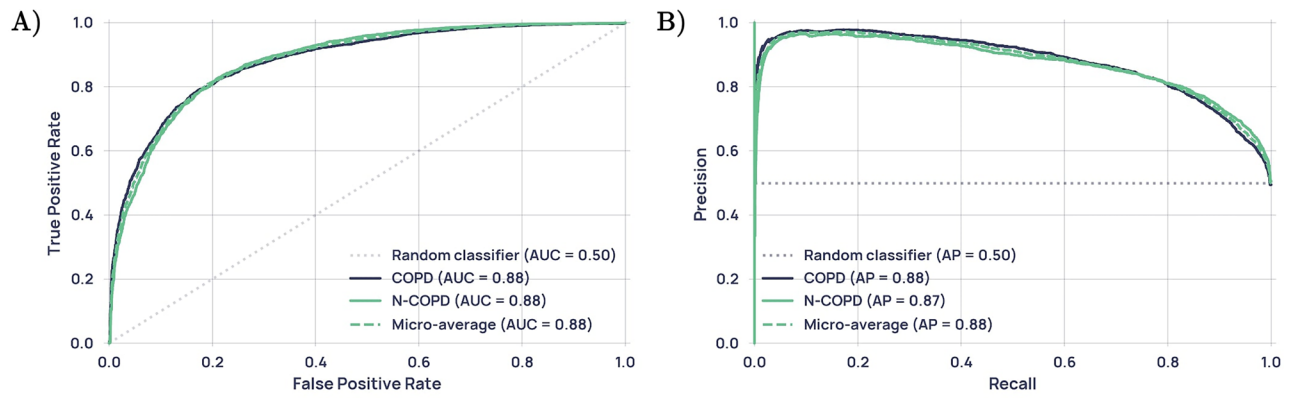 A)
1.0
0.8
0.6
0.4
0.2
0.0
True Positive Rate
Random classifier (AUC = 0.50)
COPD (AUC = 0.88)
N-COPD (AUC = 0.88)
Micro-average (AUC = 0.88)
0.0 0.2 0.4 0.6 0.8 1.0
False Positive Rate
B)
1.0
0.8
0.6
0.4
0.2
0.0
Precision
Random classifier (AP = 0.50)
COPD (AP = 0.88)
N-COPD (AP = 0.87)
Micro-average (AP = 0.88)
0.0 0.2 0.4 0.6 0.8 1.0
Recall